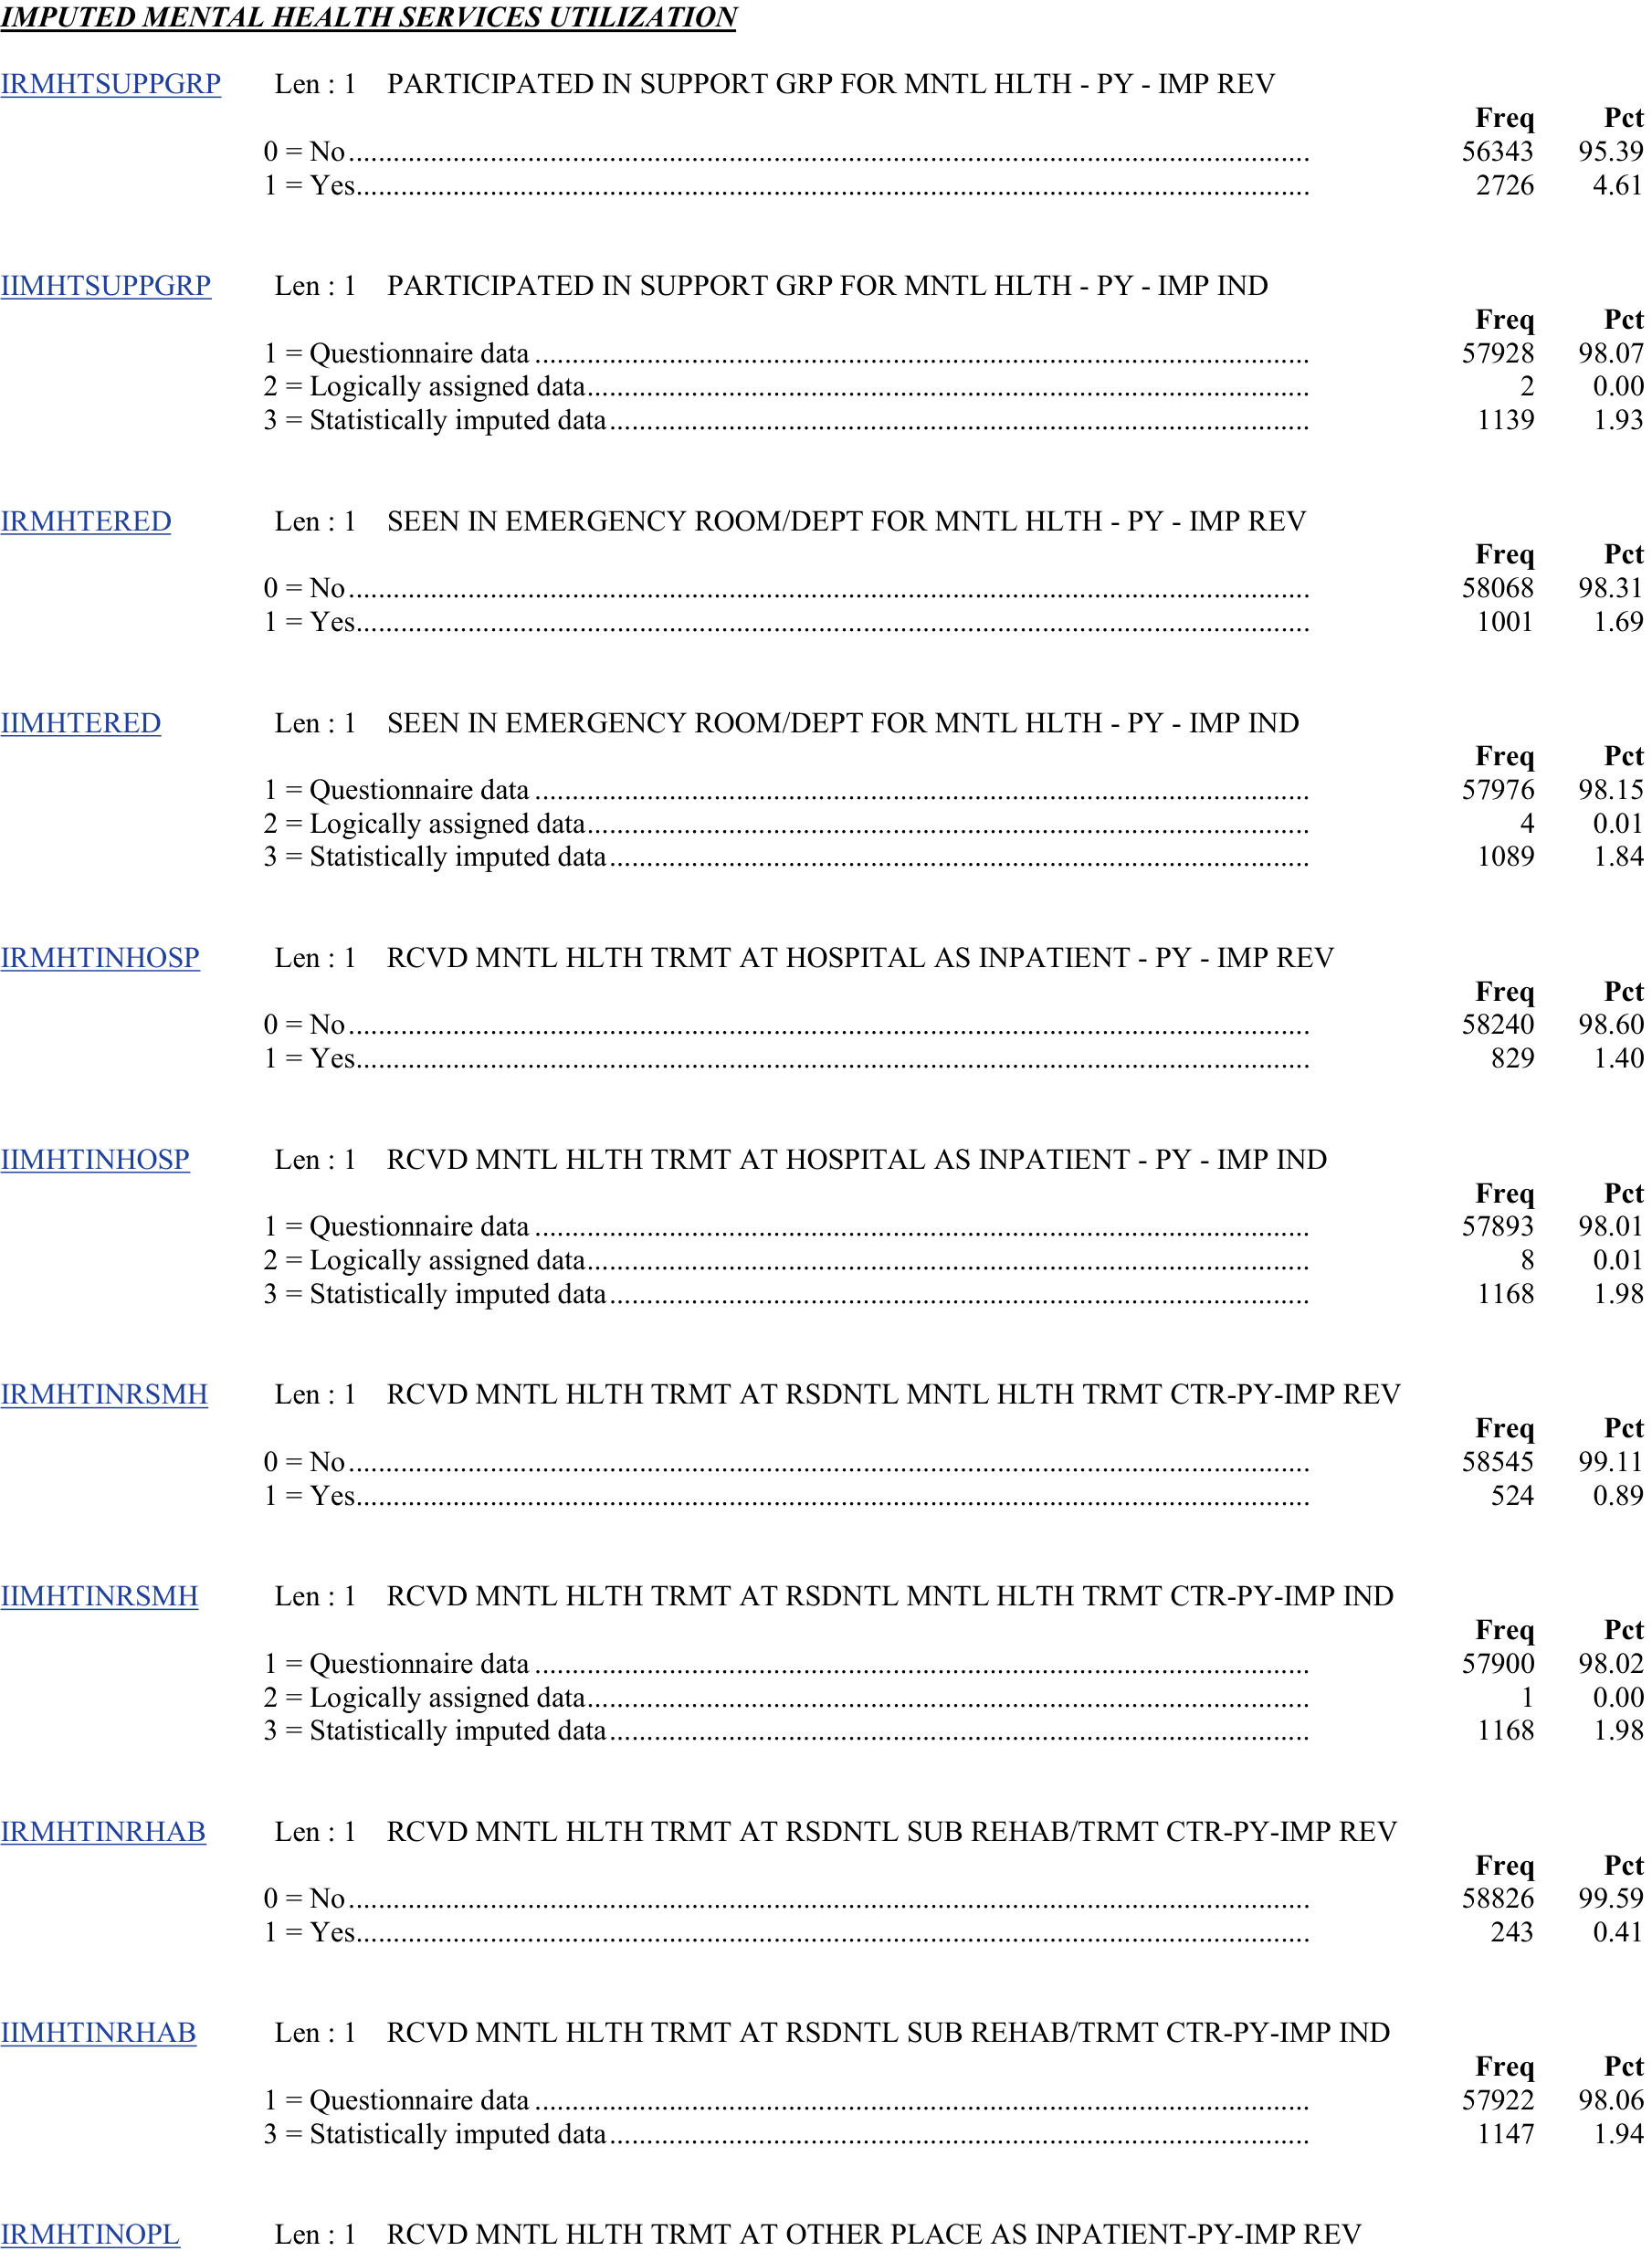 IMPUTED MENTAL HEALTH SERVICES UTILIZATION
IRMHTSUPPGRP Len : 1 PARTICIPATED IN SUPPORT GRP FOR MNTL HLTH - PY - IMP REV
Freq Pct
0 = No 56343 95.39
1 = Yes 2726 4.61
IIMHTSUPPGRP Len : 1 PARTICIPATED IN SUPPORT GRP FOR MNTL HLTH - PY - IMP IND
Freq Pct
1 = Questionnaire data 57928 98.07
2 = Logically assigned data 2 0.00
3 = Statistically imputed data 1139 1.93
IRMHTERED Len : 1 SEEN IN EMERGENCY ROOM/DEPT FOR MNTL HLTH - PY - IMP REV
Freq Pct
0 = No 58068 98.31
1 = Yes 1001 1.69
IIMHTERED Len : 1 SEEN IN EMERGENCY ROOM/DEPT FOR MNTL HLTH - PY - IMP IND
Freq Pct
1 = Questionnaire data 57976 98.15
2 = Logically assigned data 4 0.01
3 = Statistically imputed data 1089 1.84
IRMHTINHOSP Len : 1 RCVD MNTL HLTH TRMT AT HOSPITAL AS INPATIENT - PY - IMP REV
Freq Pct
0 = No 58240 98.60
1 = Yes 829 1.40
IIMHTINHOSP Len : 1 RCVD MNTL HLTH TRMT AT HOSPITAL AS INPATIENT - PY - IMP IND
Freq Pct
1 = Questionnaire data 57893 98.01
2 = Logically assigned data 8 0.01
3 = Statistically imputed data 1168 1.98
IRMHTINRSMH Len : 1 RCVD MNTL HLTH TRMT AT RSDNTL MNTL HLTH TRMT CTR-PY-IMP REV
Freq Pct
0 = No 58545 99.11
1 = Yes 524 0.89
IIMHTINRSMH Len : 1 RCVD MNTL HLTH TRMT AT RSDNTL MNTL HLTH TRMT CTR-PY-IMP IND
Freq Pct
1 = Questionnaire data 57900 98.02
2 = Logically assigned data 1 0.00
3 = Statistically imputed data 1168 1.98
IRMHTINRHAB Len : 1 RCVD MNTL HLTH TRMT AT RSDNTL SUB REHAB/TRMT CTR-PY-IMP REV
Freq Pct
0 = No 58826 99.59
1 = Yes 243 0.41
IIMHTINRHAB Len : 1 RCVD MNTL HLTH TRMT AT RSDNTL SUB REHAB/TRMT CTR-PY-IMP IND
Freq Pct
1 = Questionnaire data 57922 98.06
3 = Statistically imputed data 1147 1.94
IRMHTINOPL Len : 1 RCVD MNTL HLTH TRMT AT OTHER PLACE AS INPATIENT-PY-IMP REV